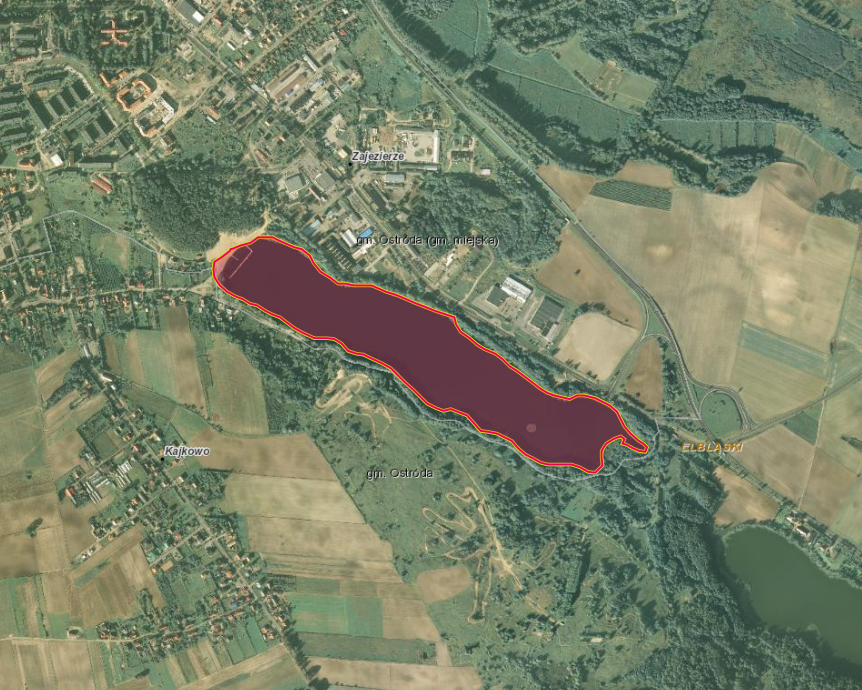 Zajezierze
gm. Ostróda (gm. miejska)
Kajkowo
ELBLĄSKI
gm. Ostróda